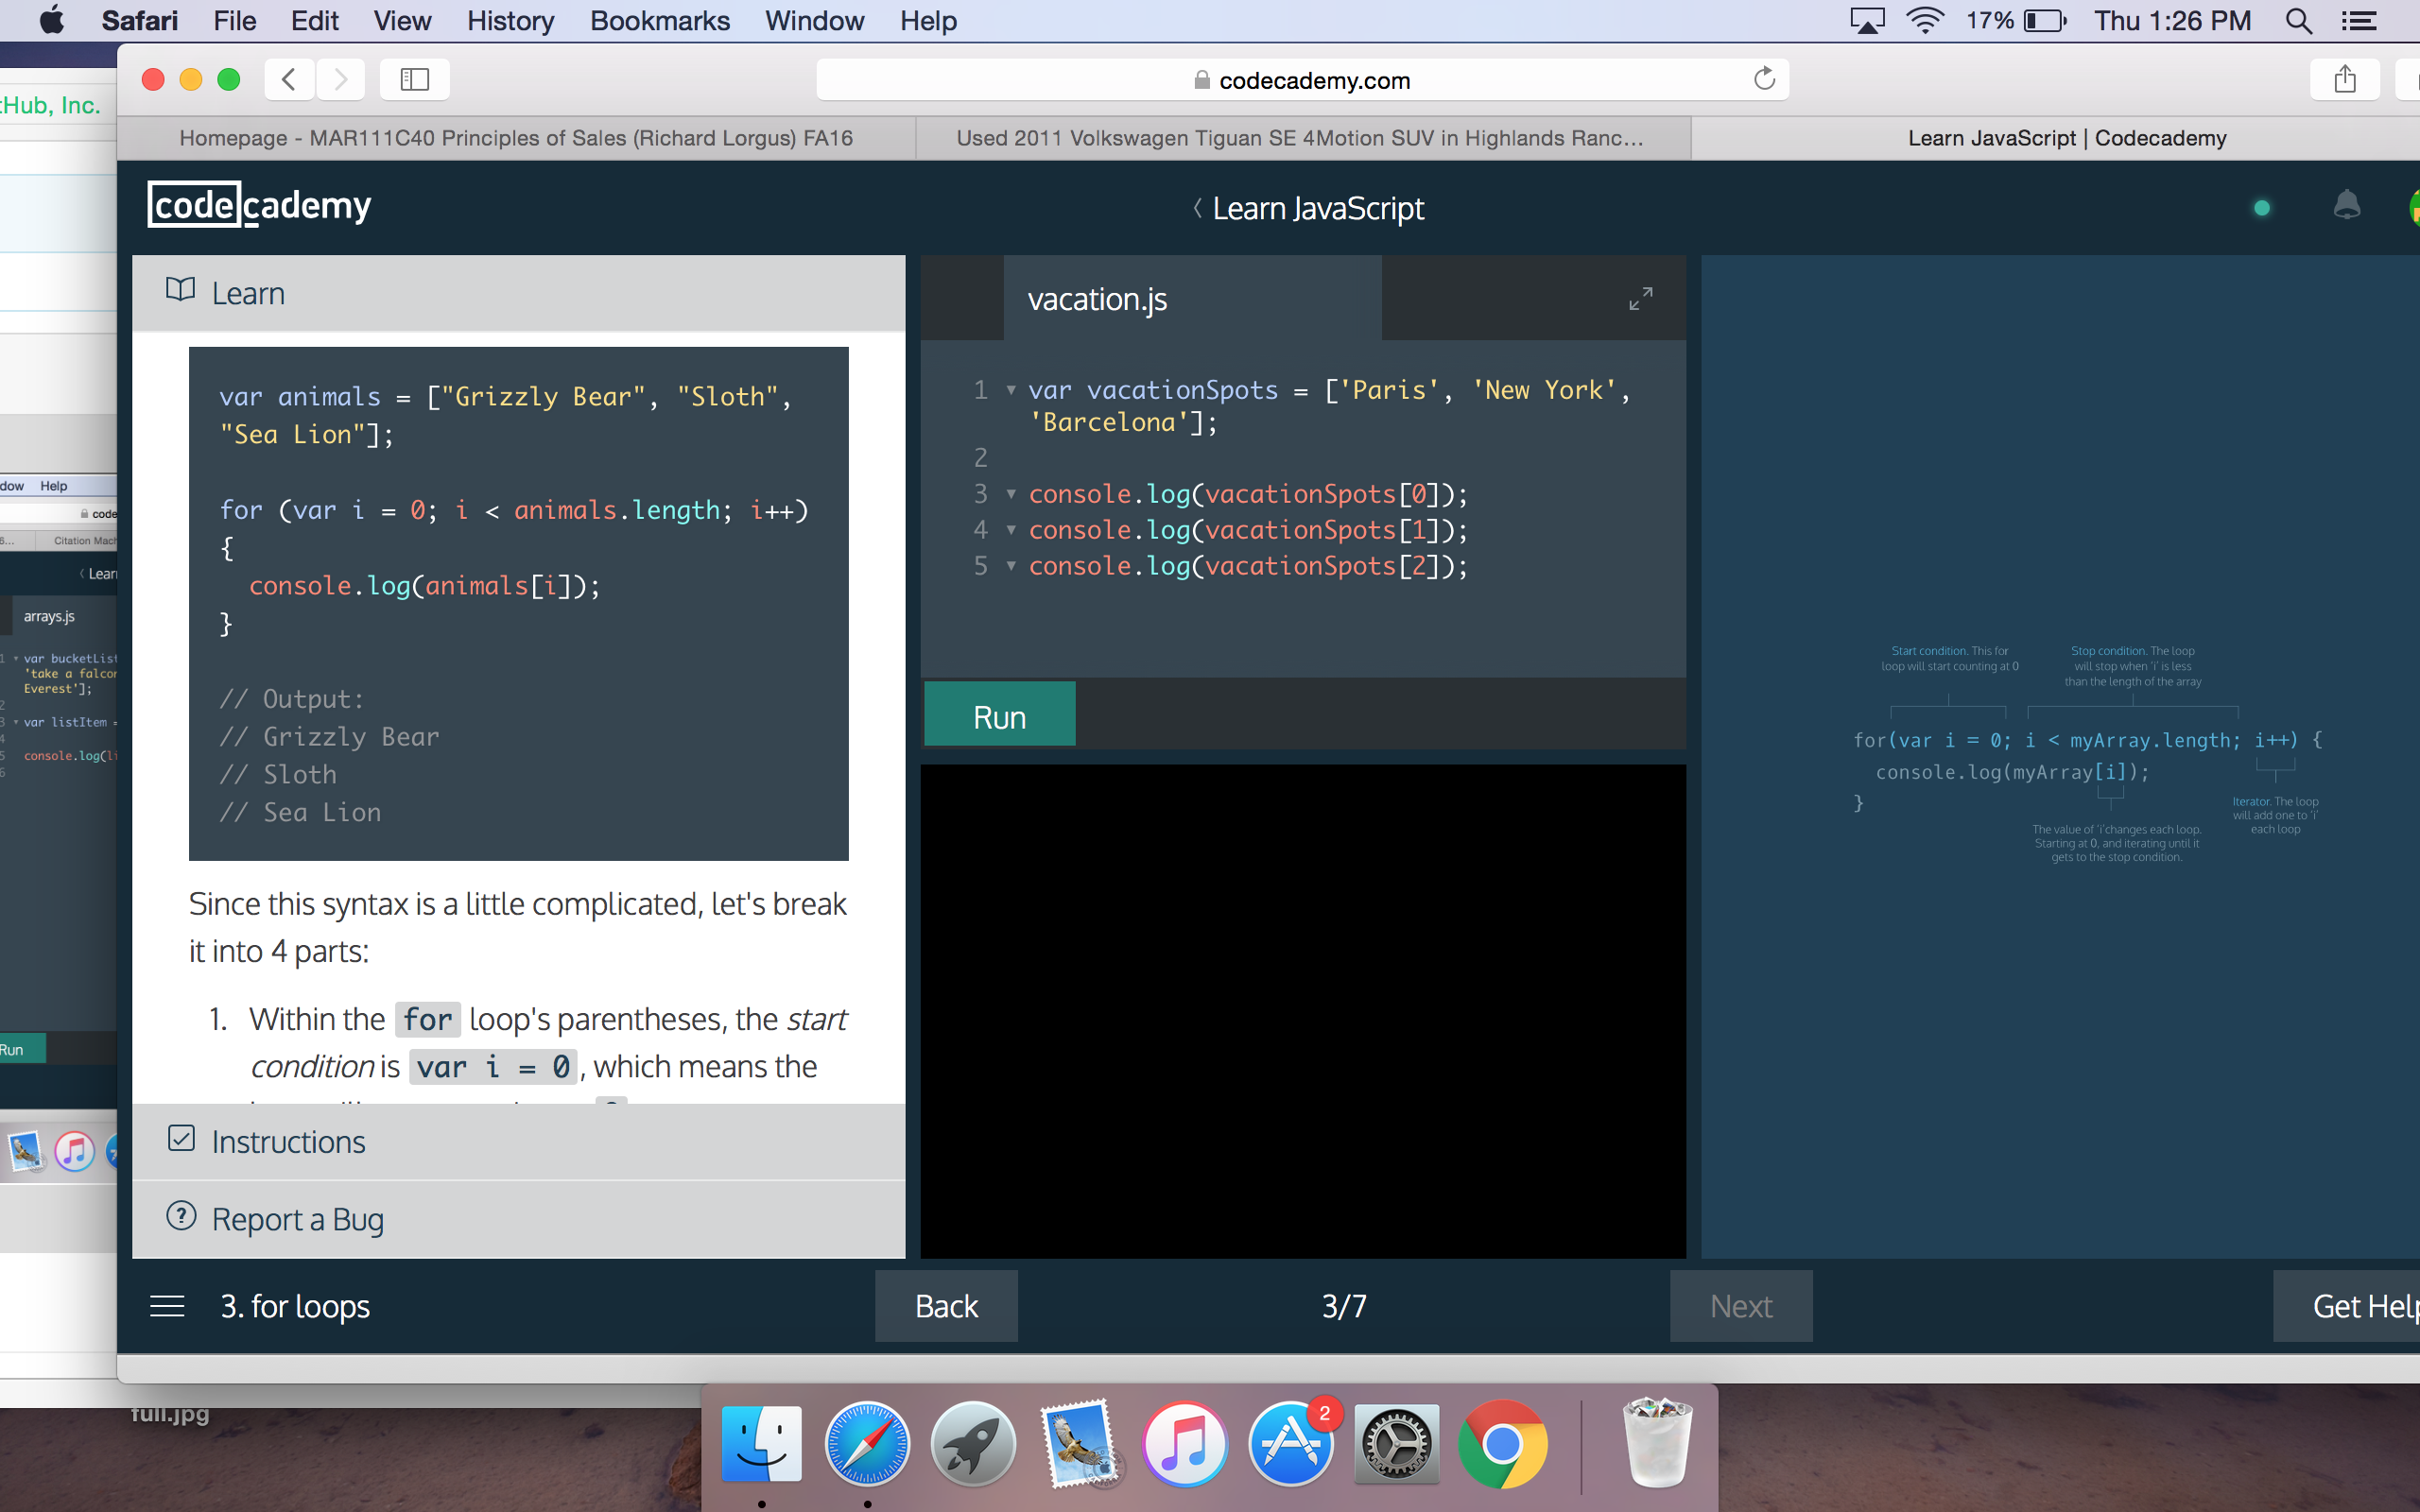 Safari File Edit View History Bookmarks Window Help 17% Thu 1:26 PM
Hub, Inc.
codecademy.com
Homepage - MAR111C40 Principles of Sales (Richard Lorgus) FA16
Used 2011 Volkswagen Tiguan SE 4Motion SUV in Highlands Ranc...
Learn JavaScript | Codecademy
codecademy
Learn JavaScript
Learn
var animals = ["Grizzly Bear", "Sloth",
"Sea Lion"];
for (var i = 0; i < animals.length; i++)
{
console.log(animals[i]);
}
// Output:
// Grizzly Bear
// Sloth
// Sea Lion
Since this syntax is a little complicated, let's break
it into 4 parts:
1. Within the for loop's parentheses, the start
condition is var i = 0, which means the
Instructions
? Report a Bug
vacation.js
1 var vacationSpots = ['Paris', 'New York',
'Barcelona'];
2
3 console.log(vacationSpots[0]);
4 console.log(vacationSpots[1]);
5 console.log(vacationSpots[2]);
Run
Start condition. This for
loop will start counting at 0
Stop condition. The loop
will stop when 'i' is less
than the length of the array
for(var i = 0; i < myArray.length; i++) {
console.log(myArray[i]);
}
Iterator. The loop
will add one to 'i'
each loop
The value of 'i'changes each loop.
Starting at 0, and iterating until it
gets to the stop condition.
3. for loops
Back
3/7
Next
Get Help
dow Help
code
6... Citation Mach
Learn
arrays.js
1 var bucketList
'take a falcon
Everest'];
2
3 var listItem =
4
5 console.log(li
6
Run
full.jpg
2